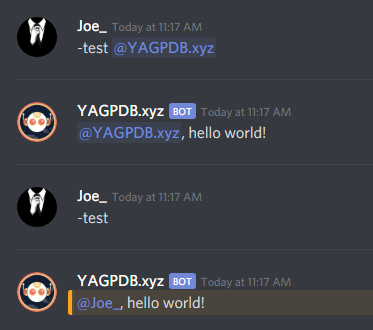 Joe_ Today at 11:17 AM
-test @YAGPDB.xyz
YAGPDB.xyz BOT Today at 11:17 AM
@YAGPDB.xyz, hello world!
Joe_ Today at 11:17 AM
-test
YAGPDB.xyz BOT Today at 11:17 AM
@Joe_, hello world!